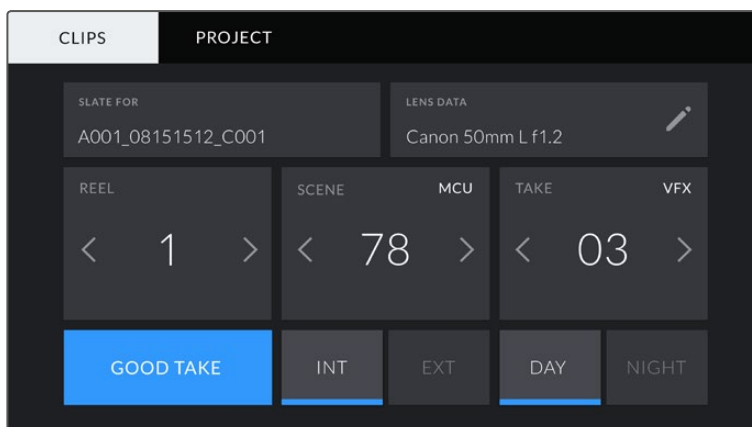 CLIPS PROJECT
SLATE FOR LENS DATA
A001_08151512_C001 Canon 50mm L f1.2
REEL SCENE MCU TAKE VFX
1 78 03
GOOD TAKE INT EXT DAY NIGHT